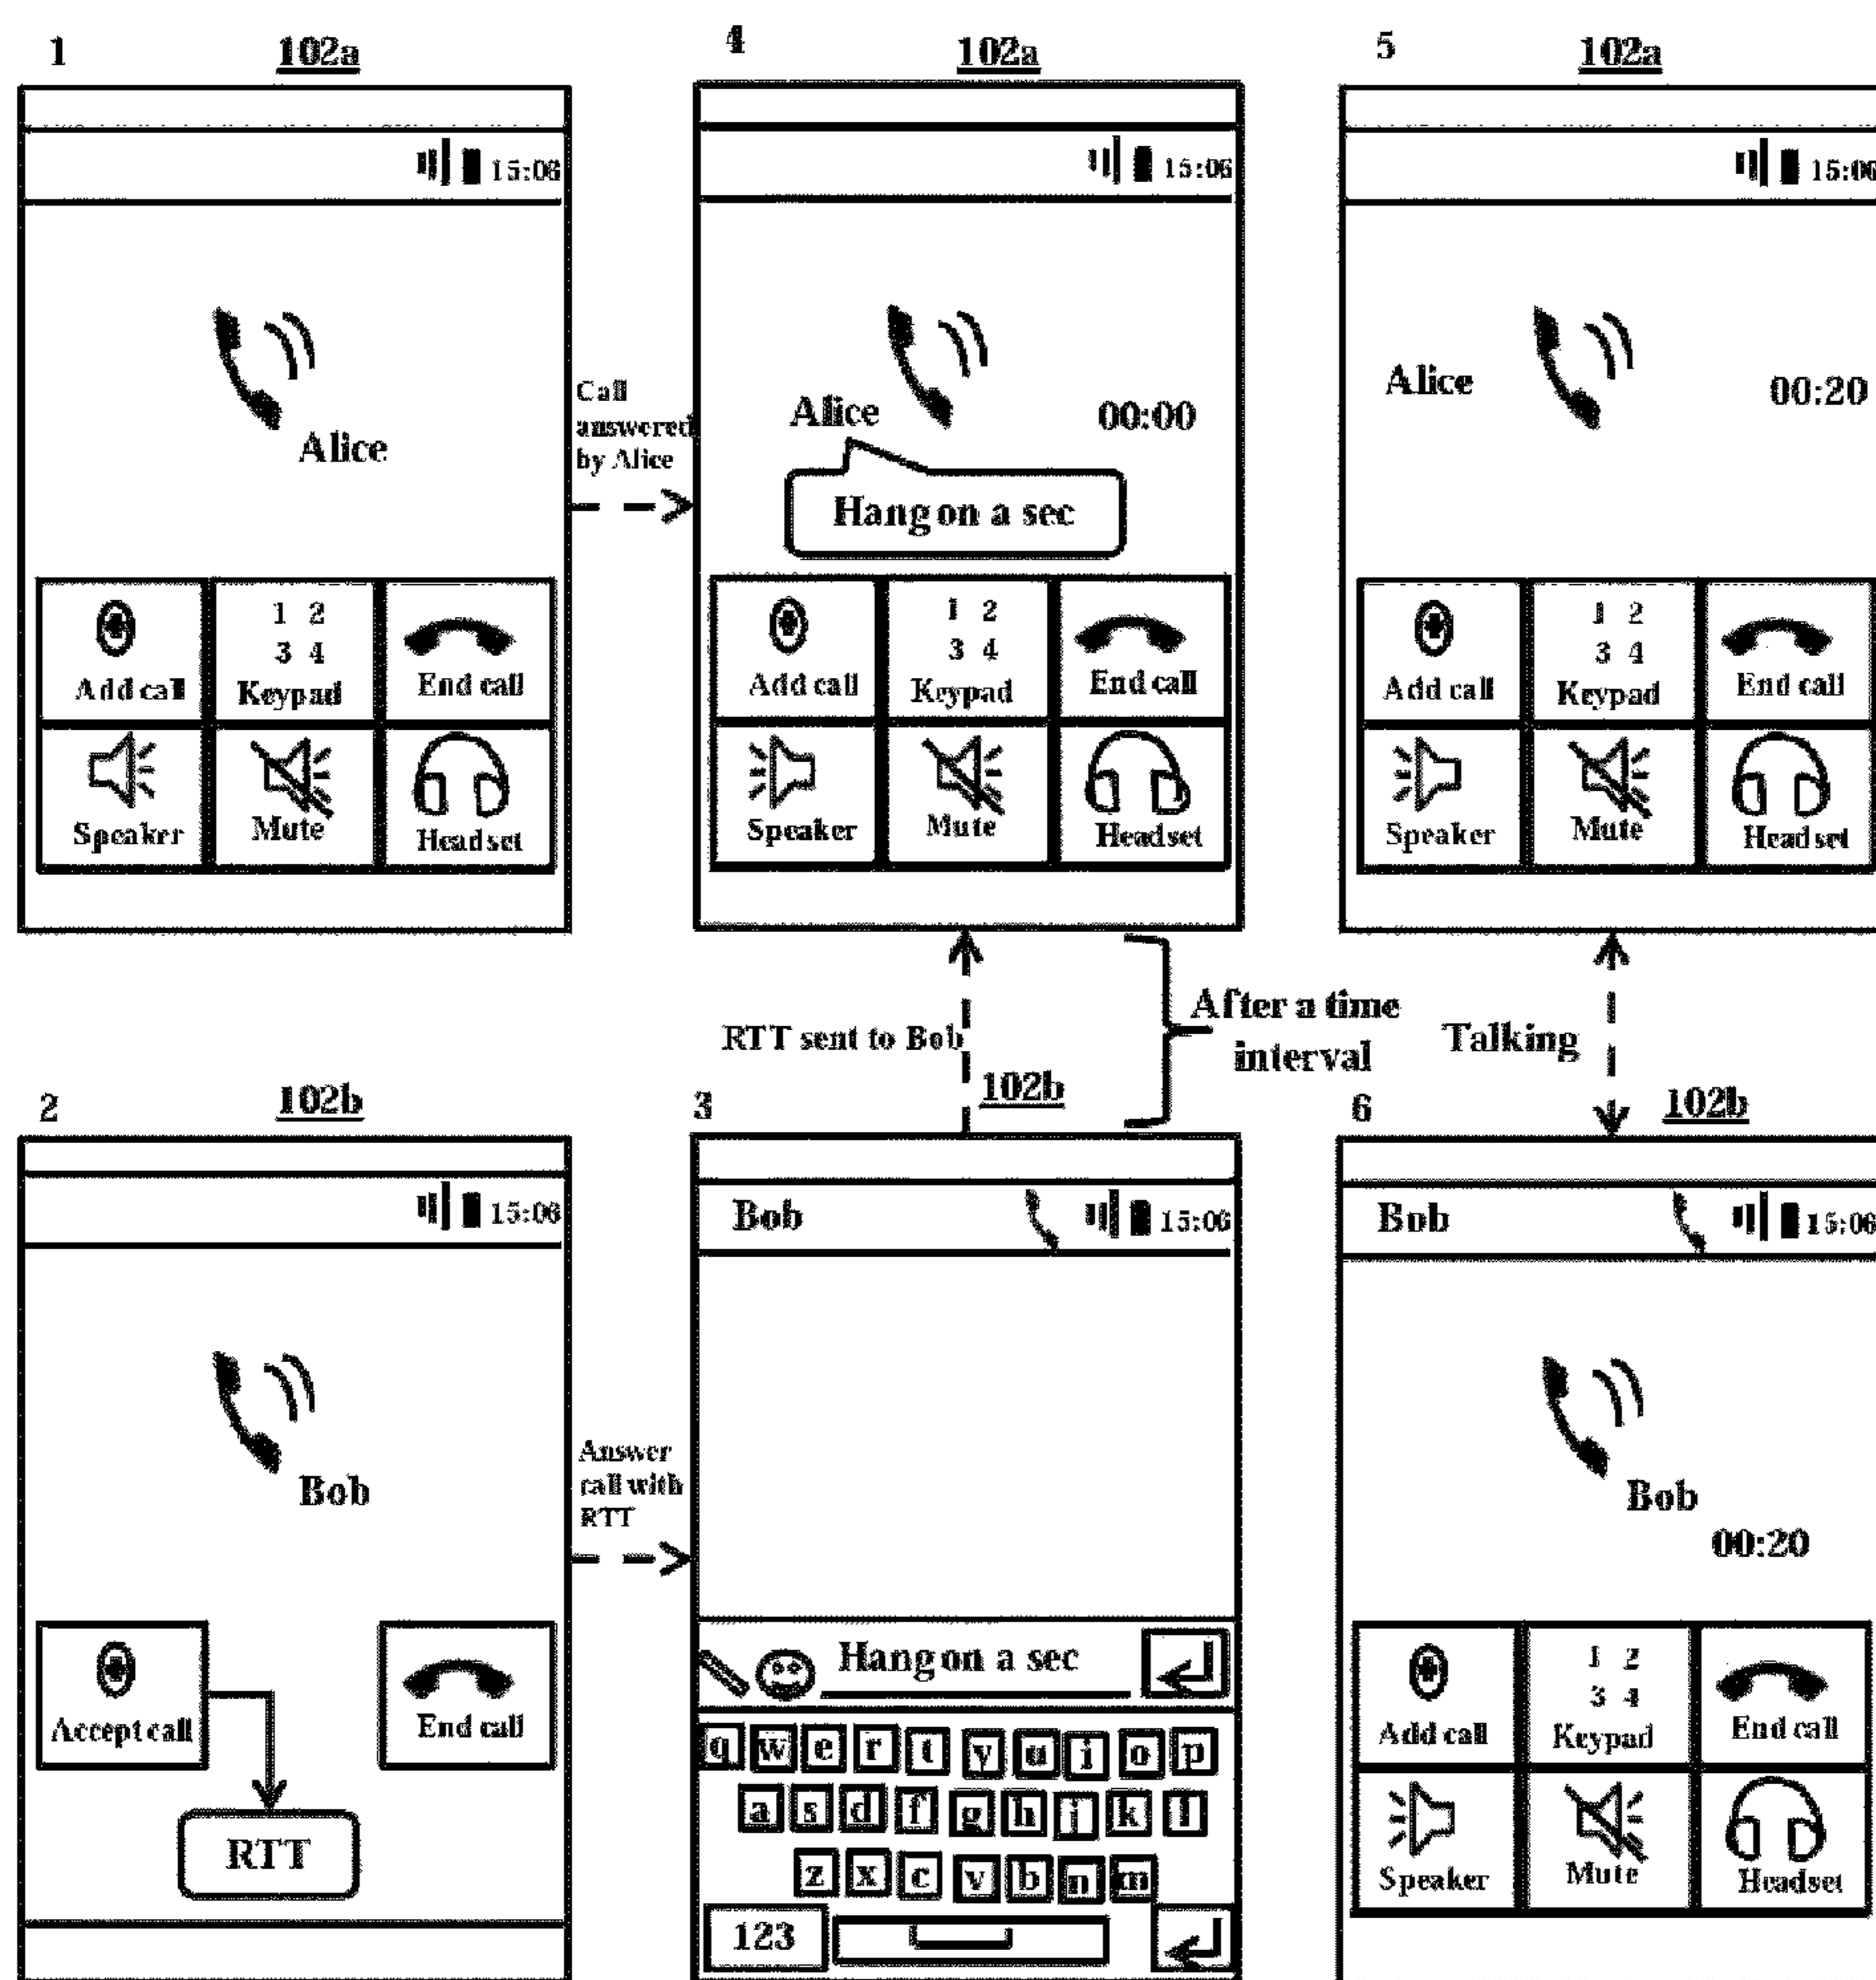 1
102a
15:06
Alice
Add call
1 2
3 4
Keypad
End call
Speaker
Mute
Headset
Call
answered
by Alice
4
102a
15:06
Alice
00:00
Hang on a sec
Add call
1 2
3 4
Keypad
End call
Speaker
Mute
Headset
5
102a
15:06
Alice
00:20
Add call
1 2
3 4
Keypad
End call
Speaker
Mute
Headset
RTT sent to Bob
After a time
interval
Talking
2
102b
15:06
Bob
Accept call
End call
RTT
Answer
call with
RTT
3
102b
Bob
15:06
Hang on a sec
q w e r t y u i o p
a s d f g h j k l
z x c v b n m
123
6
102b
Bob
15:06
Bob
00:20
Add call
1 2
3 4
Keypad
End call
Speaker
Mute
Headset